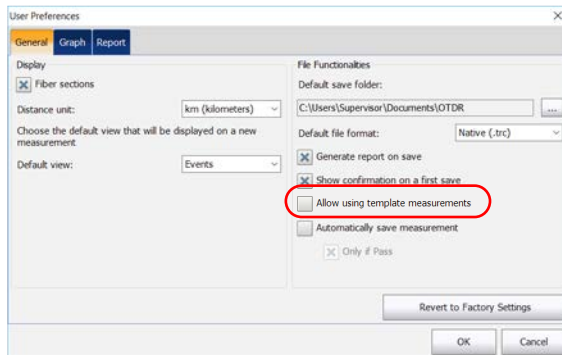 User Preferences
General Graph Report
Display
Fiber sections
Distance unit: km (kilometers)
Choose the default view that will be displayed on a new
measurement
Default view: Events
File Functionalities
Default save folder:
C:\Users\Supervisor\Documents\OTDR ...
Default file format: Native (.trc)
Generate report on save
Show confirmation on a first save
Allow using template measurements
Automatically save measurement
Only if Pass
Revert to Factory Settings
OK Cancel